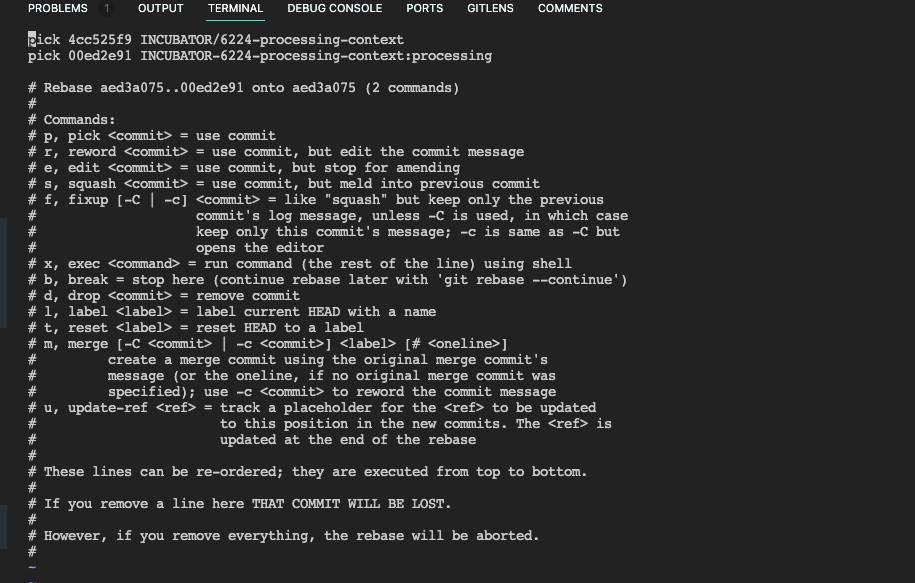 PROBLEMS 1 OUTPUT TERMINAL DEBUG CONSOLE PORTS GITLENS COMMENTS
pick 4cc525f9 INCUBATOR/6224-processing-context
pick 00ed2e91 INCUBATOR-6224-processing-context:processing
# Rebase aed3a075..00ed2e91 onto aed3a075 (2 commands)
#
# Commands:
# p, pick <commit> = use commit
# r, reword <commit> = use commit, but edit the commit message
# e, edit <commit> = use commit, but stop for amending
# s, squash <commit> = use commit, but meld into previous commit
# f, fixup [-C | -c] <commit> = like "squash" but keep only the previous
#                    commit's log message, unless -C is used, in which case
#                    keep only this commit's message; -c is same as -C but
#                    opens the editor
# x, exec <command> = run command (the rest of the line) using shell
# b, break = stop here (continue rebase later with 'git rebase --continue')
# d, drop <commit> = remove commit
# l, label <label> = label current HEAD with a name
# t, reset <label> = reset HEAD to a label
# m, merge [-C <commit> | -c <commit>] <label> [# <oneline>]
#         create a merge commit using the original merge commit's
#         message (or the oneline, if no original merge commit was
#         specified); use -c <commit> to reword the commit message
# u, update-ref <ref> = track a placeholder for the <ref> to be updated
#                       to this position in the new commits. The <ref> is
#                       updated at the end of the rebase
#
# These lines can be re-ordered; they are executed from top to bottom.
#
# If you remove a line here THAT COMMIT WILL BE LOST.
#
# However, if you remove everything, the rebase will be aborted.
#
~
~